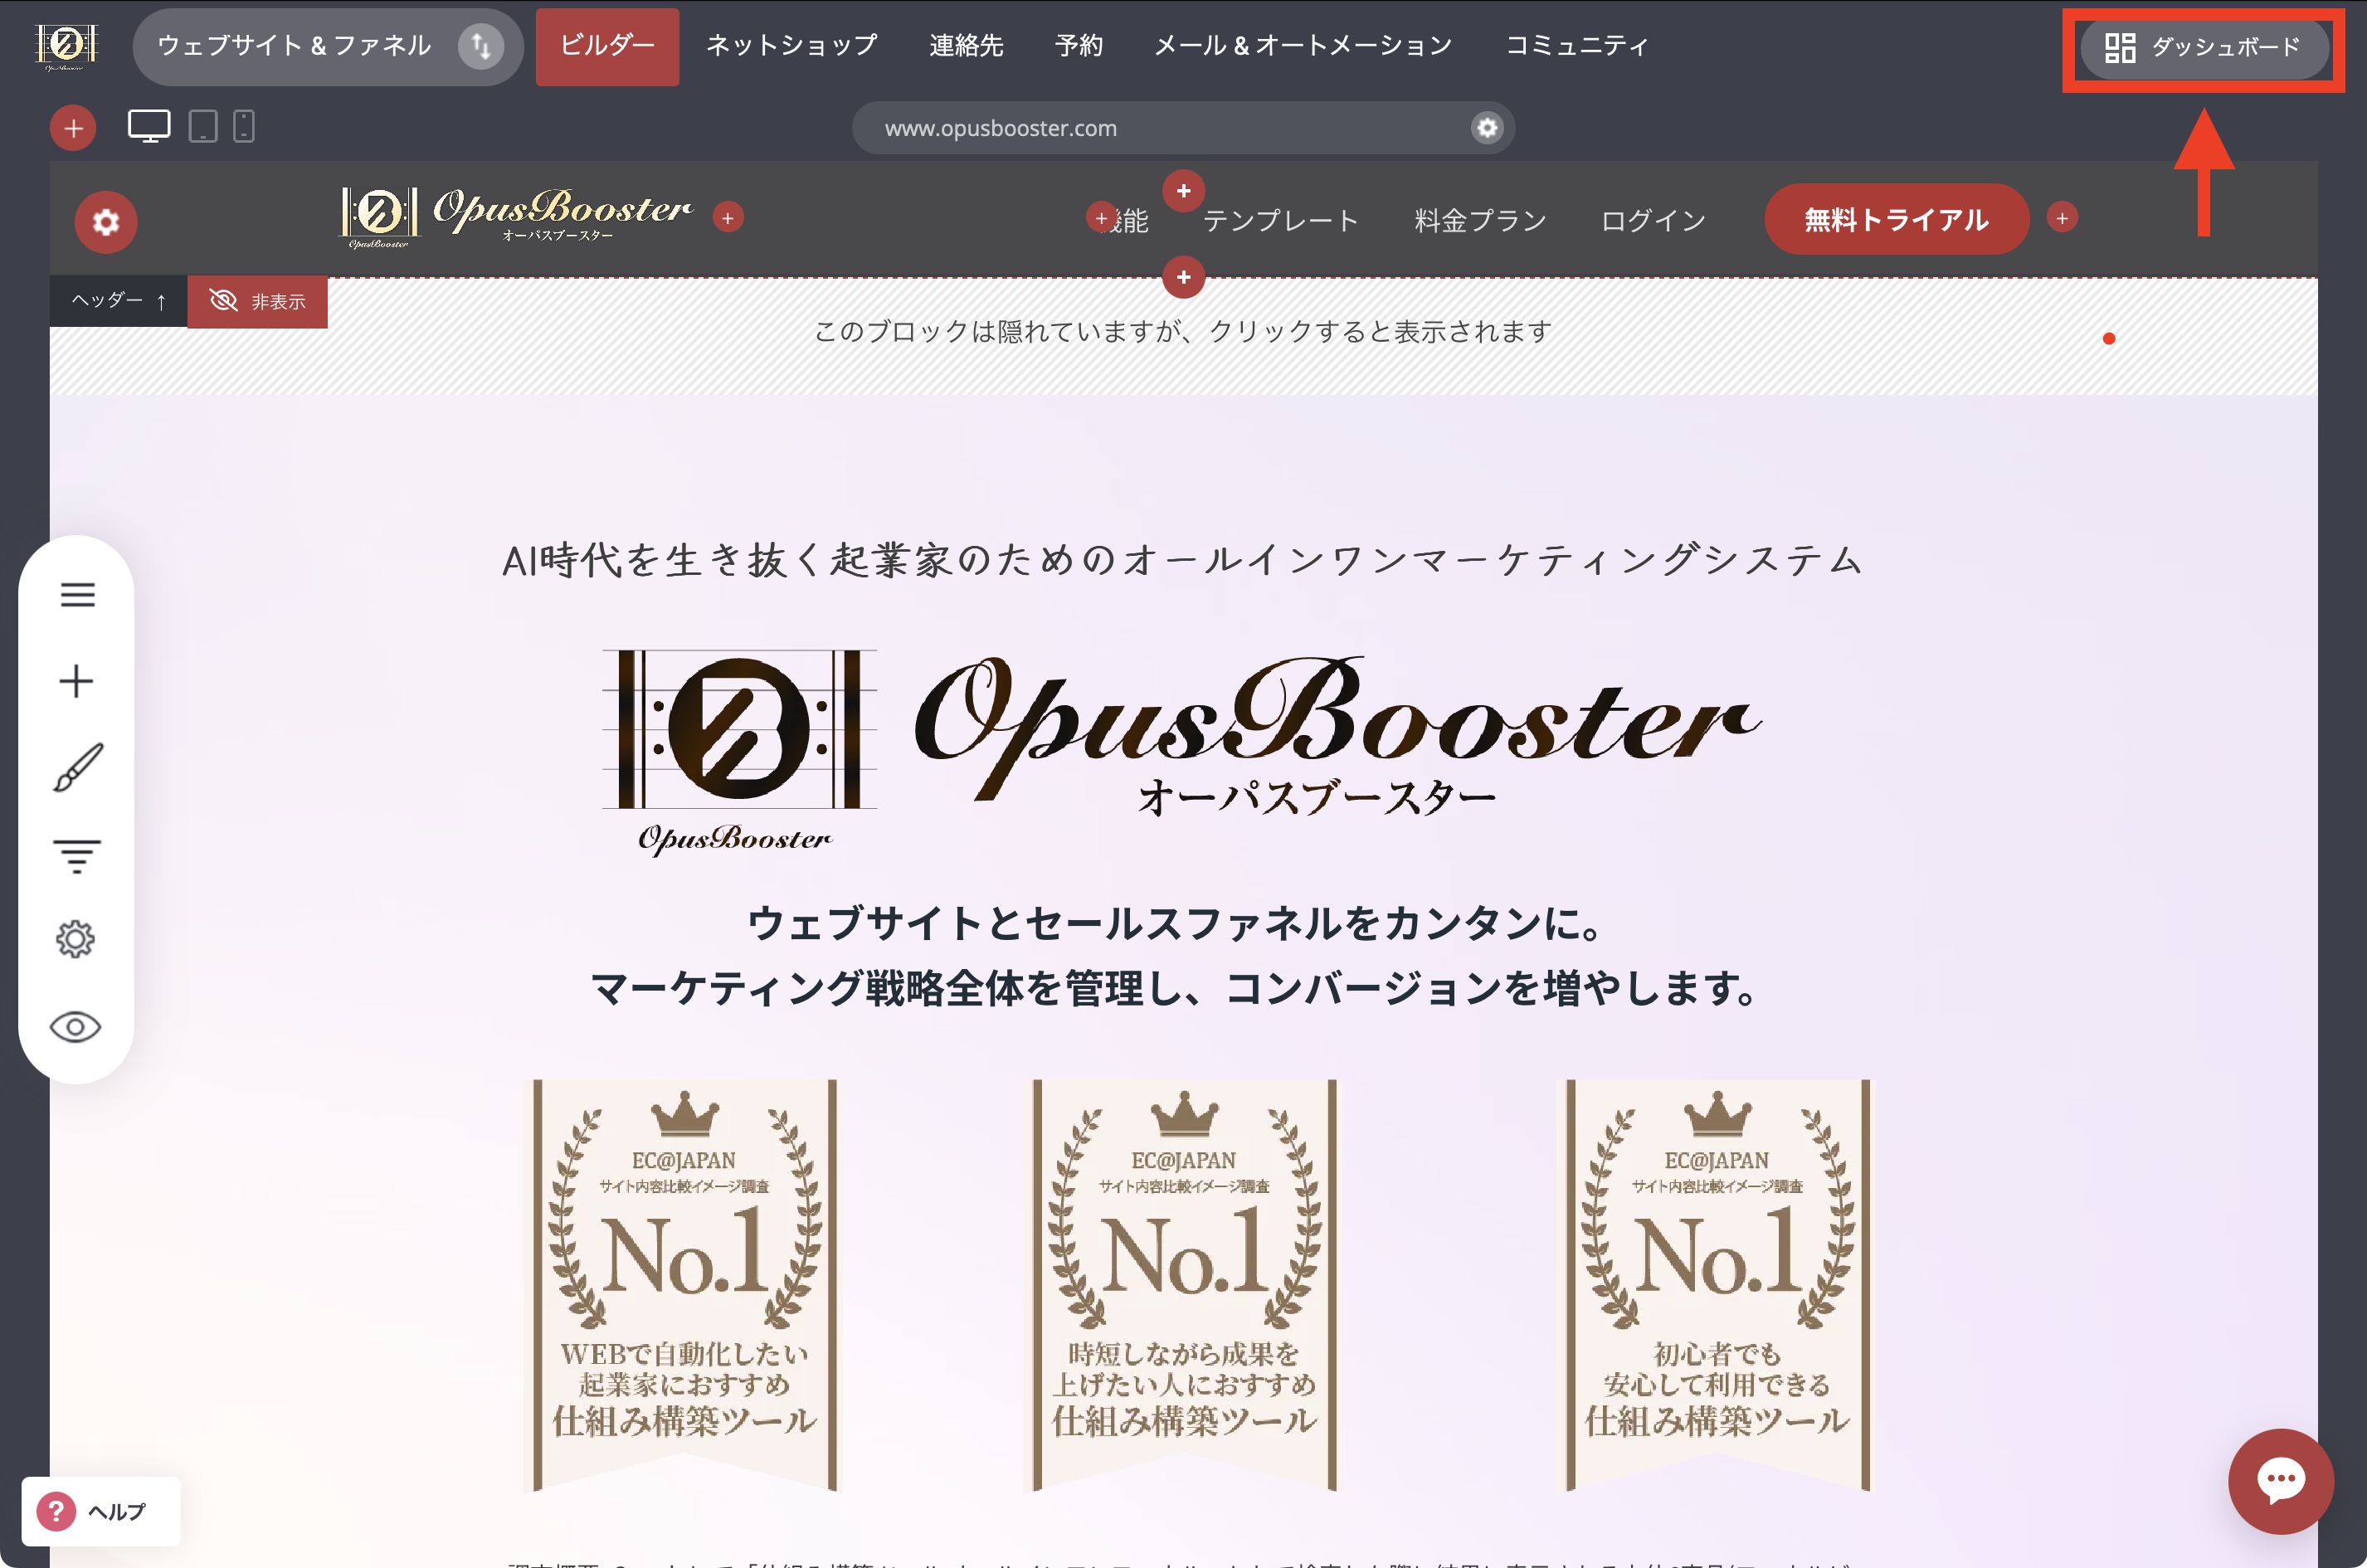 OpusBooster
ウェブサイト & ファネル
ビルダー
ネットショップ
連絡先
予約
メール & オートメーション
コミュニティ
ダッシュボード
www.opusbooster.com
OpusBooster
オーパスブースター
OpusBooster
能
テンプレート
料金プラン
ログイン
無料トライアル
ヘッダー ↑
非表示
このブロックは隠れていますが、クリックすると表示されます
AI時代を生き抜く起業家のためのオールインワンマーケティングシステム
OpusBooster
オーパスブースター
OpusBooster
ウェブサイトとセールスファネルをカンタンに。
マーケティング戦略全体を管理し、コンバージョンを増やします。
EC@JAPAN
サイト内容比較イメージ調査
No.1
WEBで自動化したい
起業家におすすめ
仕組み構築ツール
EC@JAPAN
サイト内容比較イメージ調査
No.1
時短しながら成果を
上げたい人におすすめ
仕組み構築ツール
EC@JAPAN
サイト内容比較イメージ調査
No.1
初心者でも
安心して利用できる
仕組み構築ツール
? ヘルプ